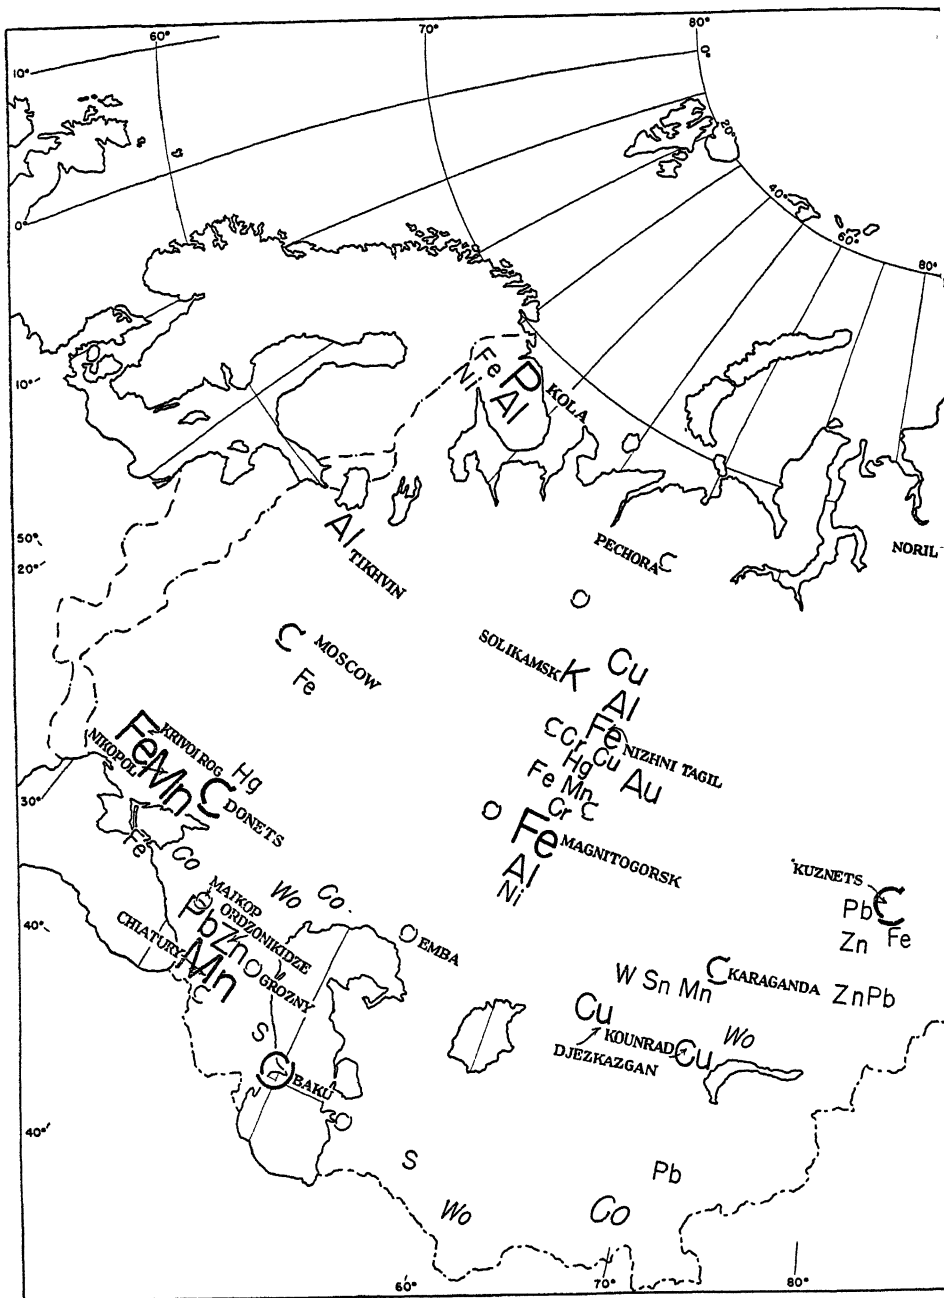 60°
70°
80°
10°
0°
20°
40°
0°
60°
80°
Fe
Ni
P
Al
KOLA
10°
50°
20°
Al
TIKHVIN
PECHORA
C
NORIL
C
MOSCOW
Fe
SOLIKAMSK
K
Cu
Al
Fe
NIZHNI TAGIL
C
Cr
Cu
Hg
Au
Fe
Mn
C
Cr
Fe
MAGNITOGORSK
Al
Ni
KRIVOI ROG
Fe
NIKOPOL
Mn
Hg
C
DONETS
30°
Fe
Co
Wo
Co
MAIKOP
ORDZONIKIDZE
Pb
Zn
CHIATURY
Mn
GROZNY
C
40°
EMBA
KUZNETS
C
Pb
Fe
Zn
C
KARAGANDA
W Sn Mn
Zn Pb
Cu
KOUNRAD
Cu
Wo
DJEZKAZGAN
S
BAKU
40°
S
Wo
Co
Pb
60°
70°
80°